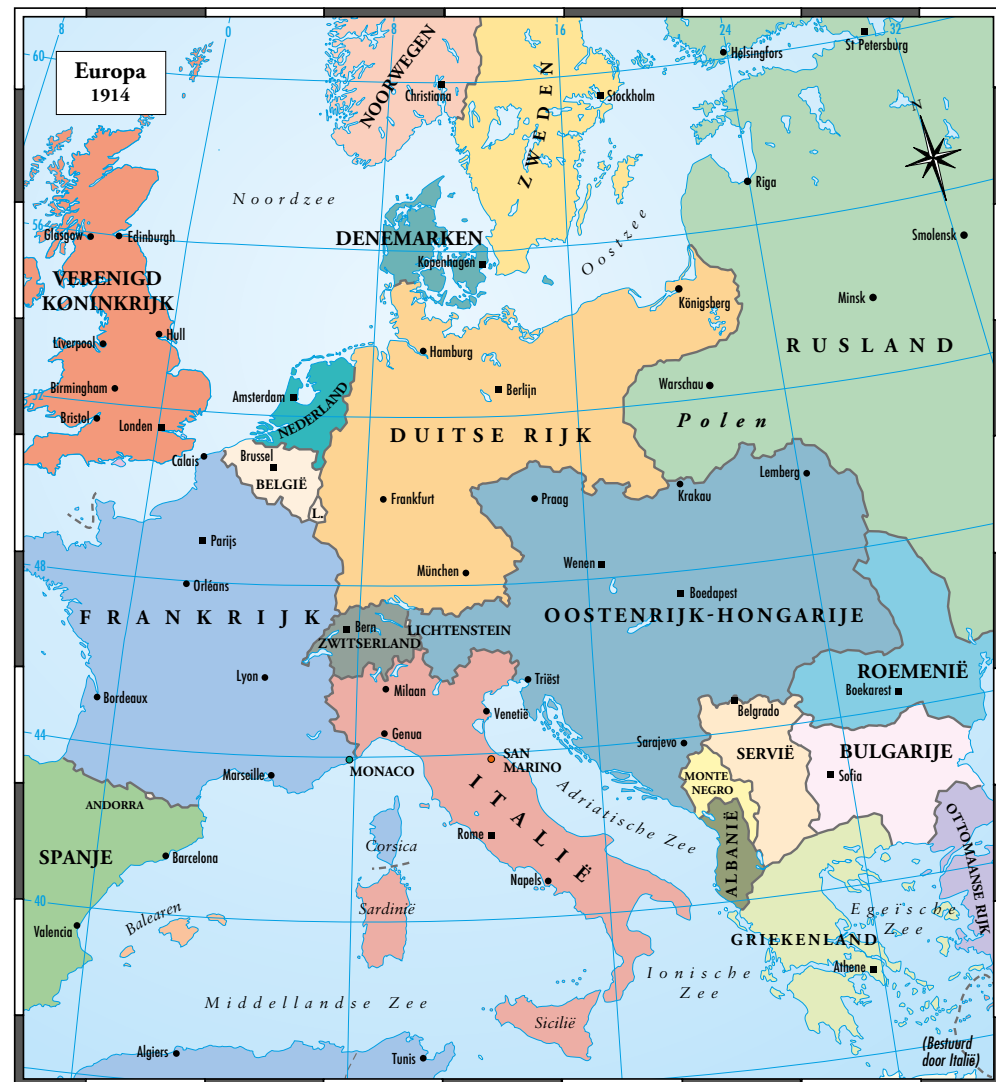 8
0
8
16
24
32
60
Europa
1914
NOORWEGEN
Christiana
ZWEDEN
Stockholm
Helsingfors
St Petersburg
Z
Riga
Smolensk
Noordzee
Oostzee
56
Glasgow
Edinburgh
DENEMARKEN
Kopenhagen
VERENIGD
KONINKRIJK
Königsberg
Minsk
Hull
Liverpool
Hamburg
RUSLAND
Birmingham
52
Amsterdam
NEDERLAND
Berlijn
Warschau
Polen
Bristol
Londen
DUITSE RIJK
Calais
Brussel
BELGIË
L.
Frankfurt
Praag
Krakau
Lemberg
Parijs
48
Orléans
München
Wenen
Boedapest
FRANKRIJK
Bern
ZWITSERLAND
LICHTENSTEIN
OOSTENRIJK-HONGARIJE
Lyon
Milaan
Triëst
ROEMENIË
Boekarest
Bordeaux
Venetië
Belgrado
44
Genua
Sarajevo
SERVIË
BULGARIJE
Sofia
Marseille
MONACO
SAN
MARINO
MONTE
NEGRO
ANDORRA
ITALIË
Adriatische Zee
OTTOMAANSE RIJK
SPANJE
Barcelona
Corsica
Rome
ALBANIË
Napels
40
Valencia
Balearen
Sardinië
Egeïsche
Zee
GRIEKENLAND
Athene
Ionische
Zee
Middellandse Zee
Sicilië
Algiers
Tunis
(Bestuurd
door Italië)